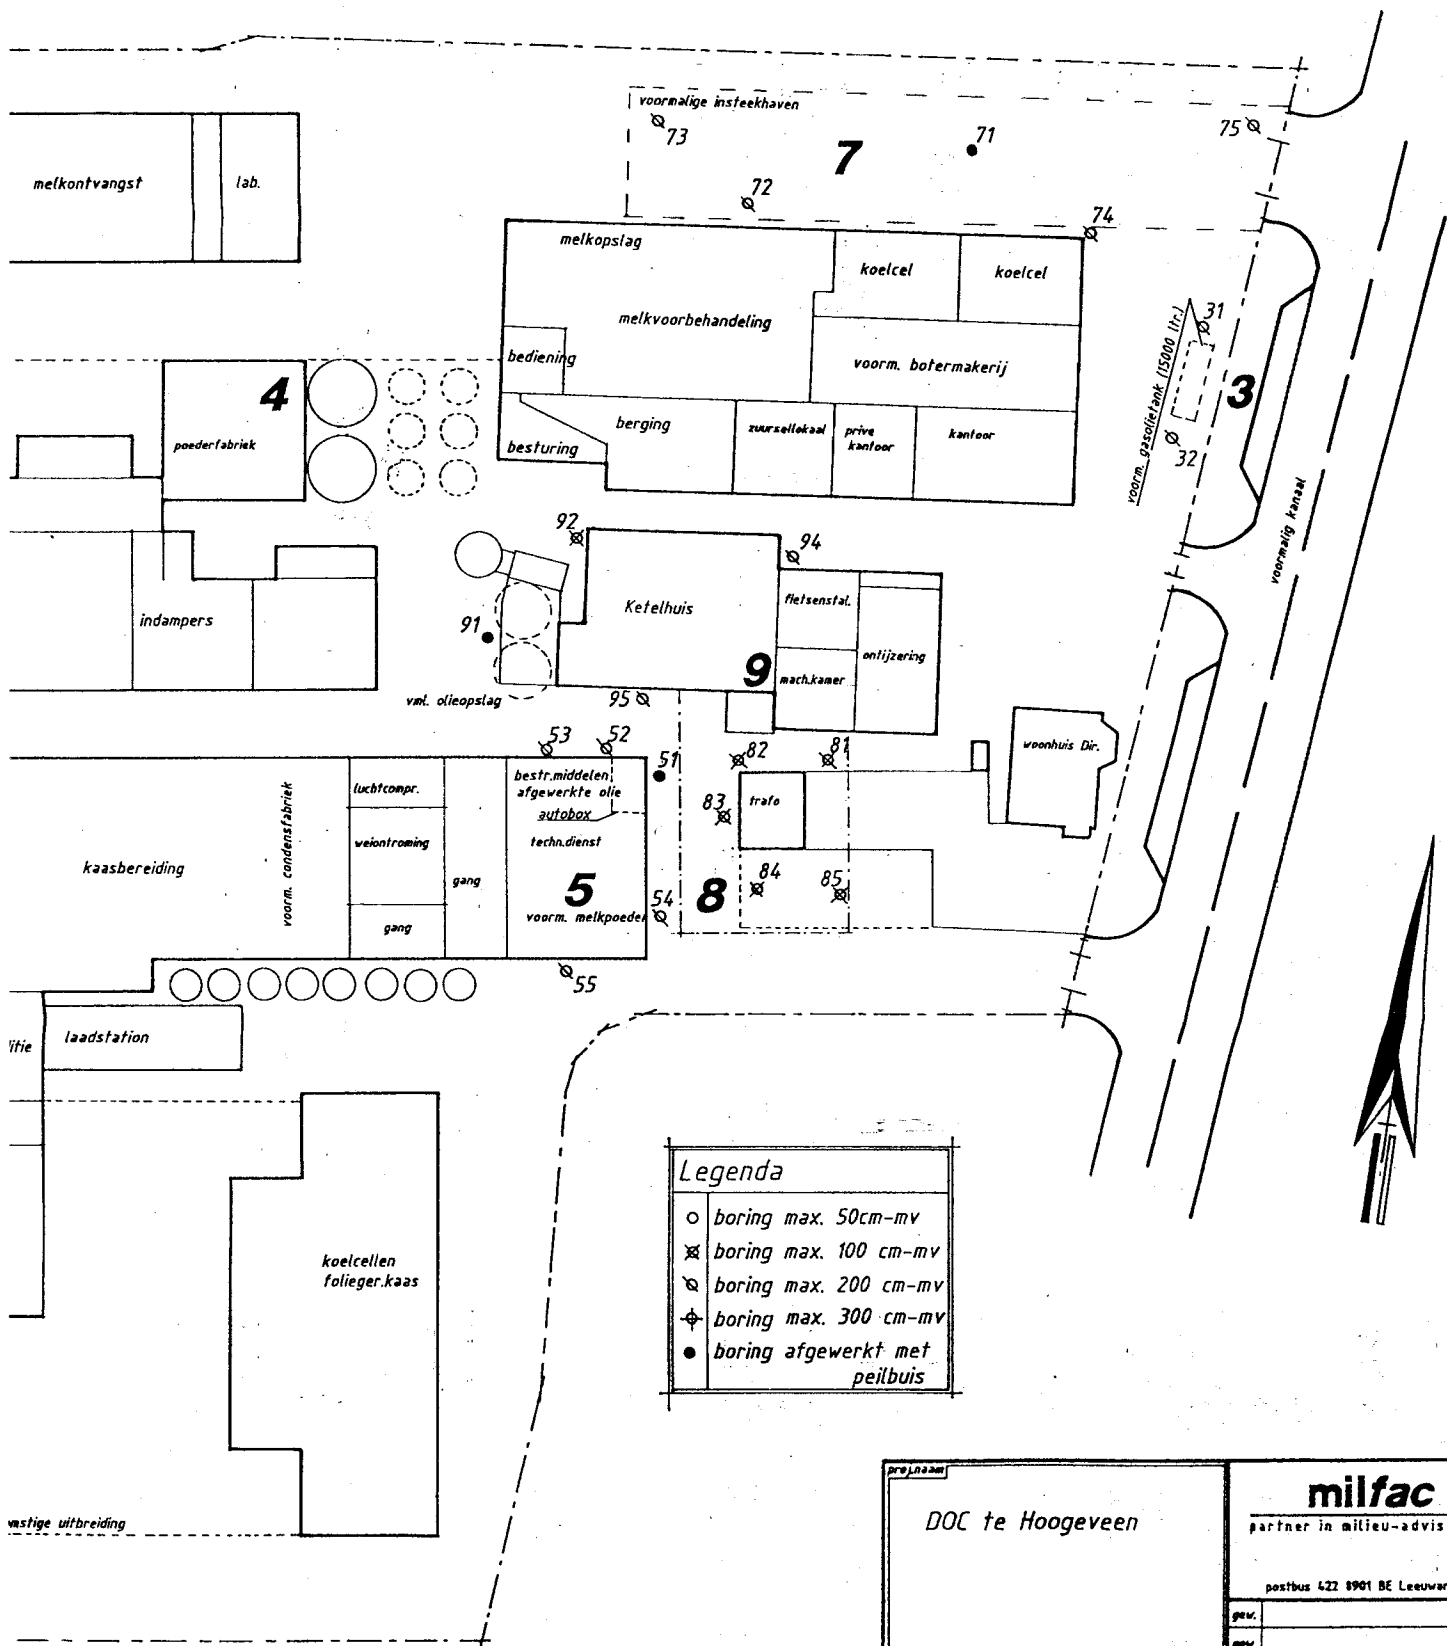 voormalige insteekhaven
73
71
75
7
melkontvangst
lab.
72
74
melkopslag
koelcel
koelcel
melkvoorbehandeling
31
bediening
voorm. botermakerij
voorm. gasolietank (15000 ltr.)
4
3
berging
zuursellokaal
prive
kantoor
kantoor
poederfabriek
besturing
32
92
94
voormalig kanaal
Ketelhuis
fietsenstal.
indampers
91
ontijzering
9
mach.kamer
95
vml. olieopslag
53
52
51
82
81
woonhuis Dir.
bestr.middelen
afgewerkte olie
luchtcompr.
trafo
83
autobox
voorm. condensfabriek
weiontroming
techn.dienst
kaasbereiding
gang
5
8
84
85
54
voorm. melkpoeder
gang
55
laadstation
litie
Legenda
boring max. 50cm-mv
boring max. 100 cm-mv
boring max. 200 cm-mv
boring max. 300 cm-mv
boring afgewerkt met
peilbuis
koelcellen
folieger.kaas
mstige uitbreiding
proj.naam
DOC te Hoogeveen
milfac
partner in milieu-advis
postbus 422 8901 BE Leeuwar
gew.
gew.